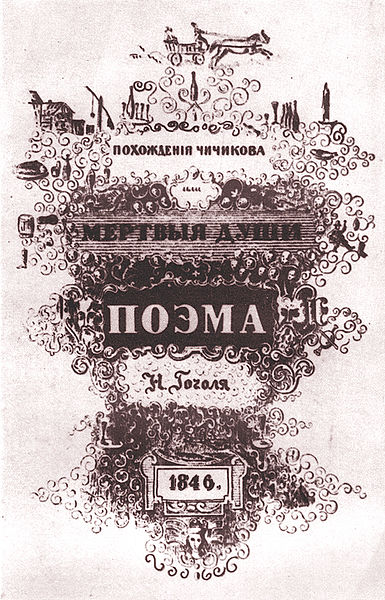 ПОХОЖДЕНІЯ ЧИЧИКОВА
или
МЕРТВЫЯ ДУШИ
ПОЭМА
Н. Гоголя
1846.